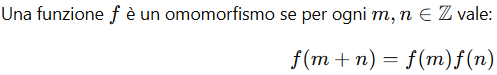 Una funzione f è un omomorfismo se per ogni m, n ∈ ℤ vale:
f(m + n) = f(m)f(n)